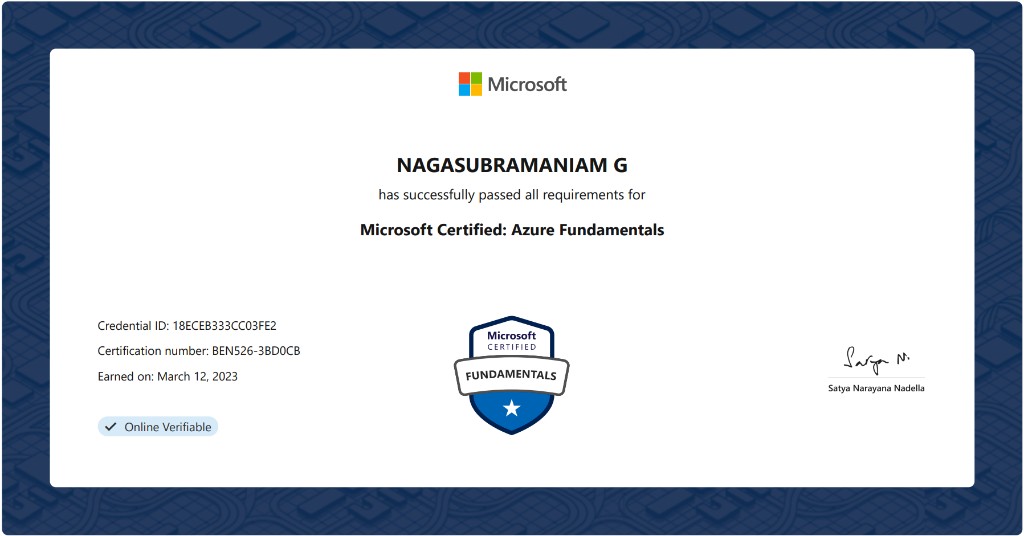 Microsoft
NAGASUBRAMANIAM G
has successfully passed all requirements for
Microsoft Certified: Azure Fundamentals
Credential ID: 18ECEB333CC03FE2
Certification number: BEN526-3BD0CB
Earned on: March 12, 2023
Online Verifiable
Microsoft
CERTIFIED
FUNDAMENTALS
Satya N.
Satya Narayana Nadella